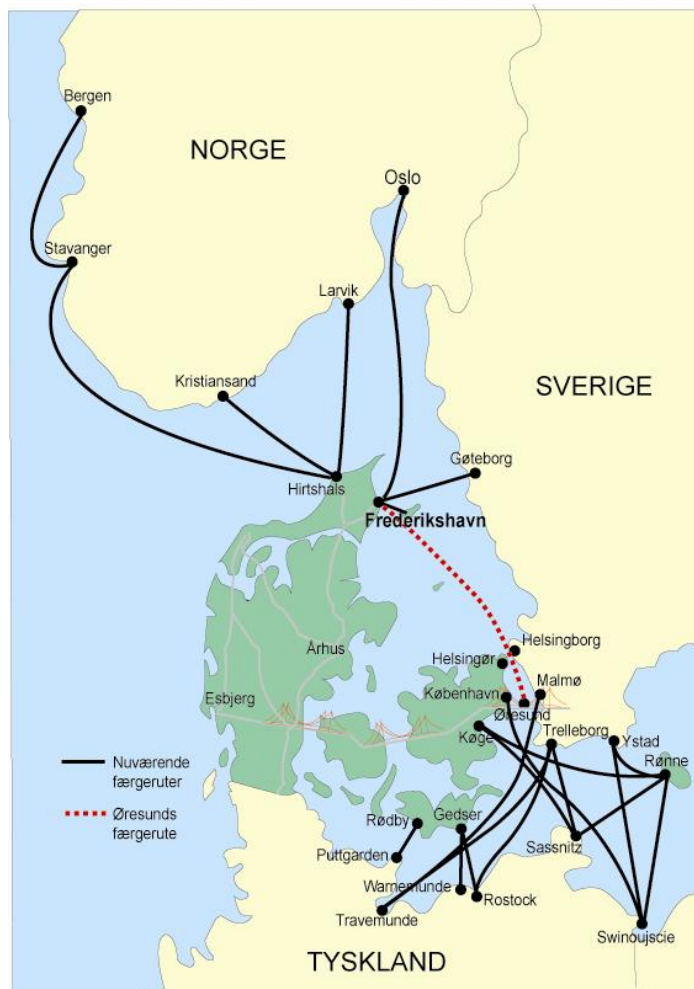 Bergen
NORGE
Oslo
Stavanger
Larvik
Kristiansand
SVERIGE
Gøteborg
Hirtshals
Frederikshavn
Helsingborg
Århus
Helsingør
Malmø
København
Esbjerg
Øresund
Trelleborg
Køge
Ystad
Rønne
Nuværende
færgeruter
Øresunds
færgerute
Rødby
Gedser
Sassnitz
Puttgarden
Warnemunde
Rostock
Travemunde
Swinoujscie
TYSKLAND